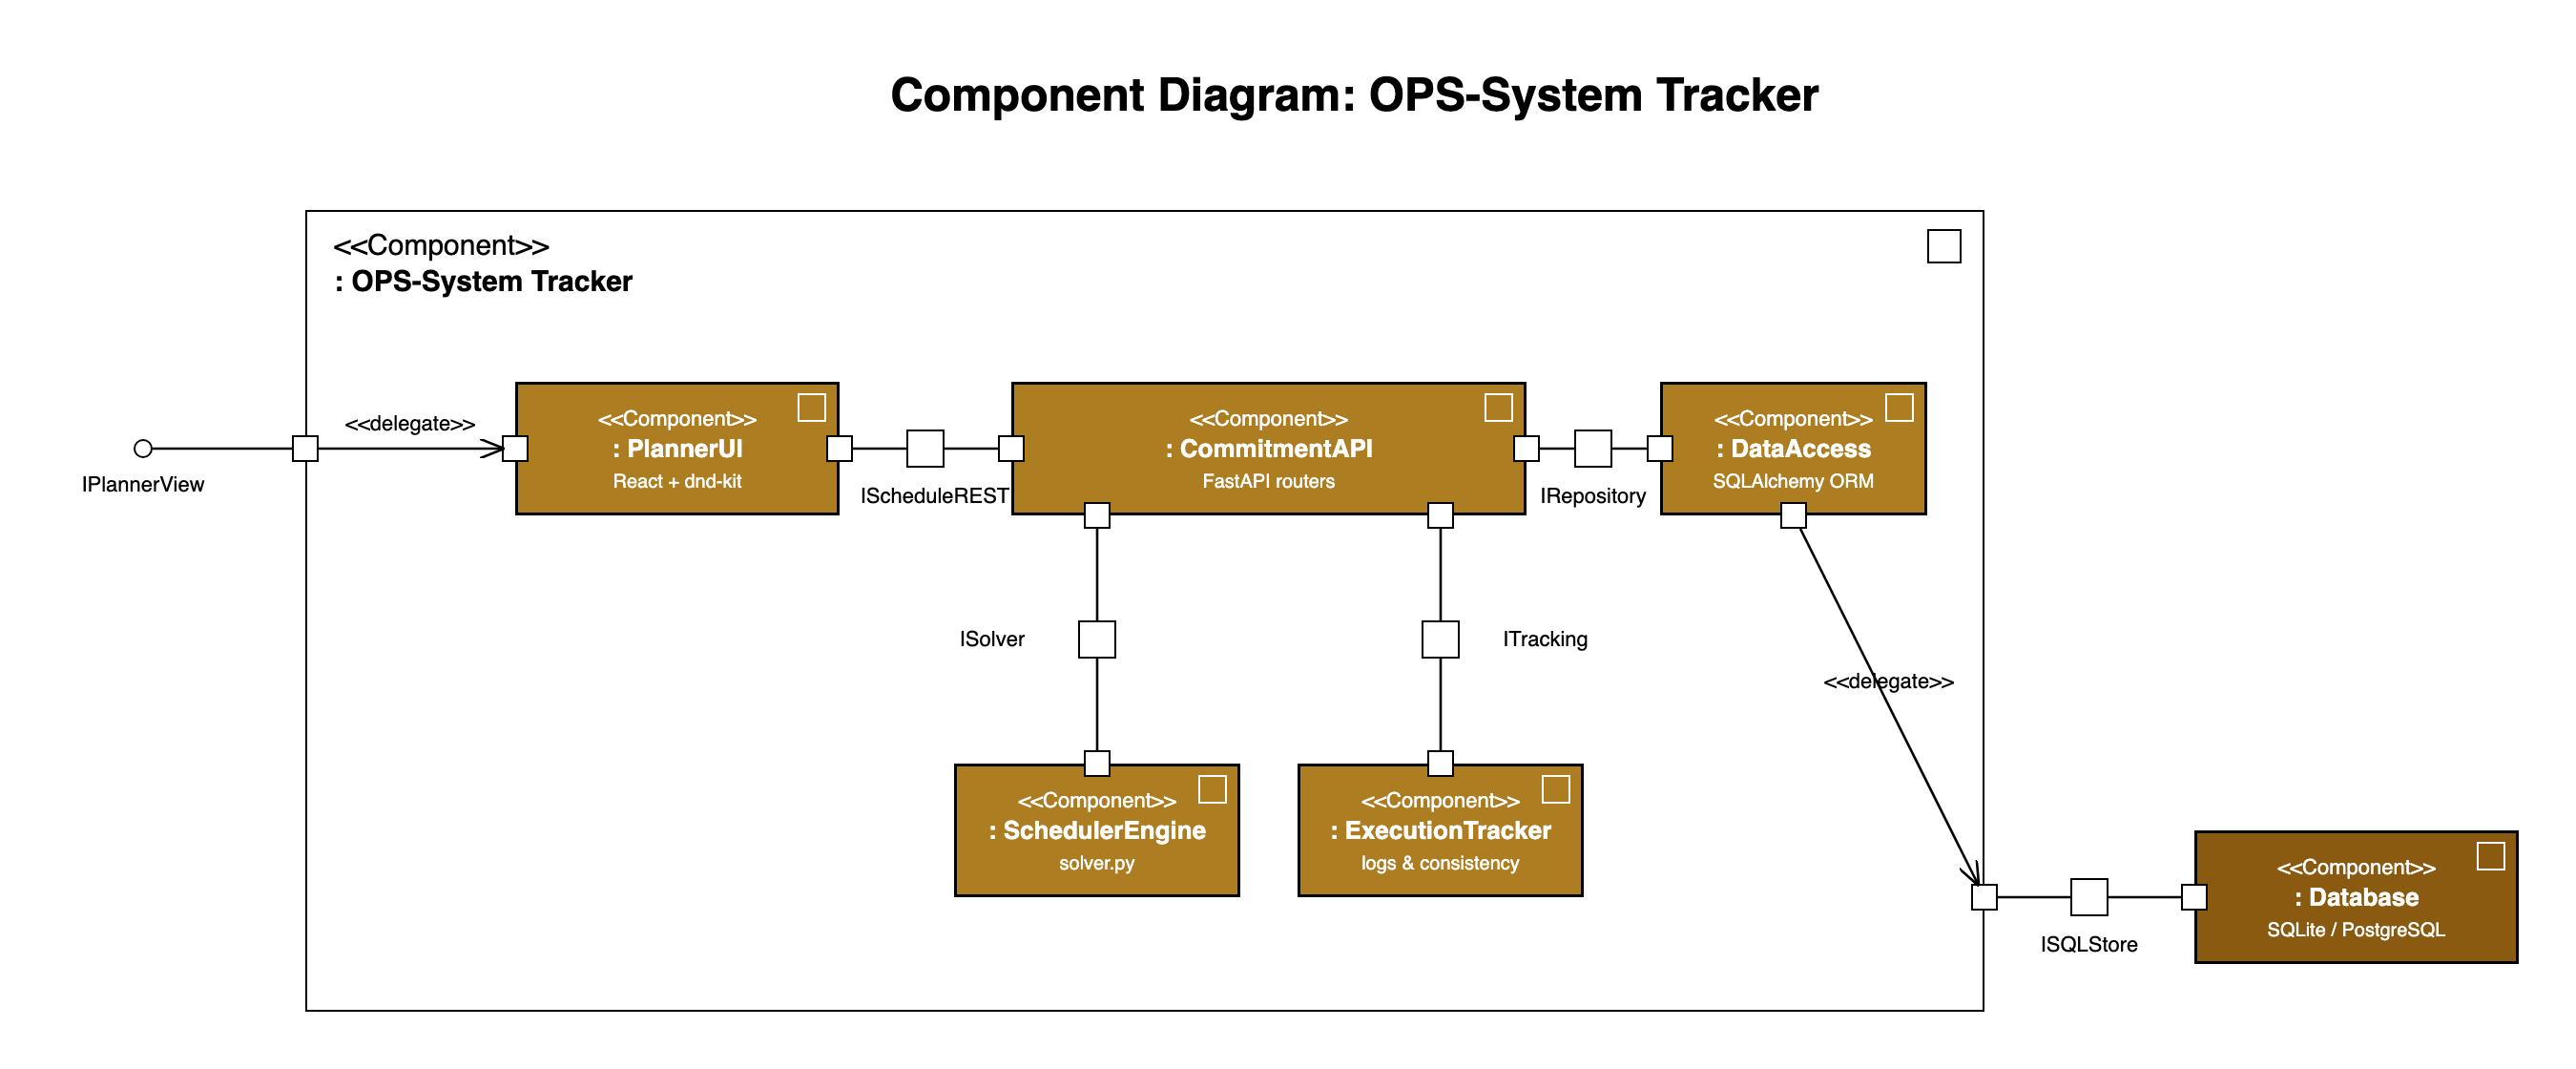 Component Diagram: OPS-System Tracker
<<Component>>
: OPS-System Tracker
IPlannerView
<<delegate>>
<<Component>>
: PlannerUI
React + dnd-kit
IScheduleREST
<<Component>>
: CommitmentAPI
FastAPI routers
IRepository
<<Component>>
: DataAccess
SQLAlchemy ORM
ISolver
ITracking
<<delegate>>
<<Component>>
: SchedulerEngine
solver.py
<<Component>>
: ExecutionTracker
logs & consistency
ISQLStore
<<Component>>
: Database
SQLite / PostgreSQL